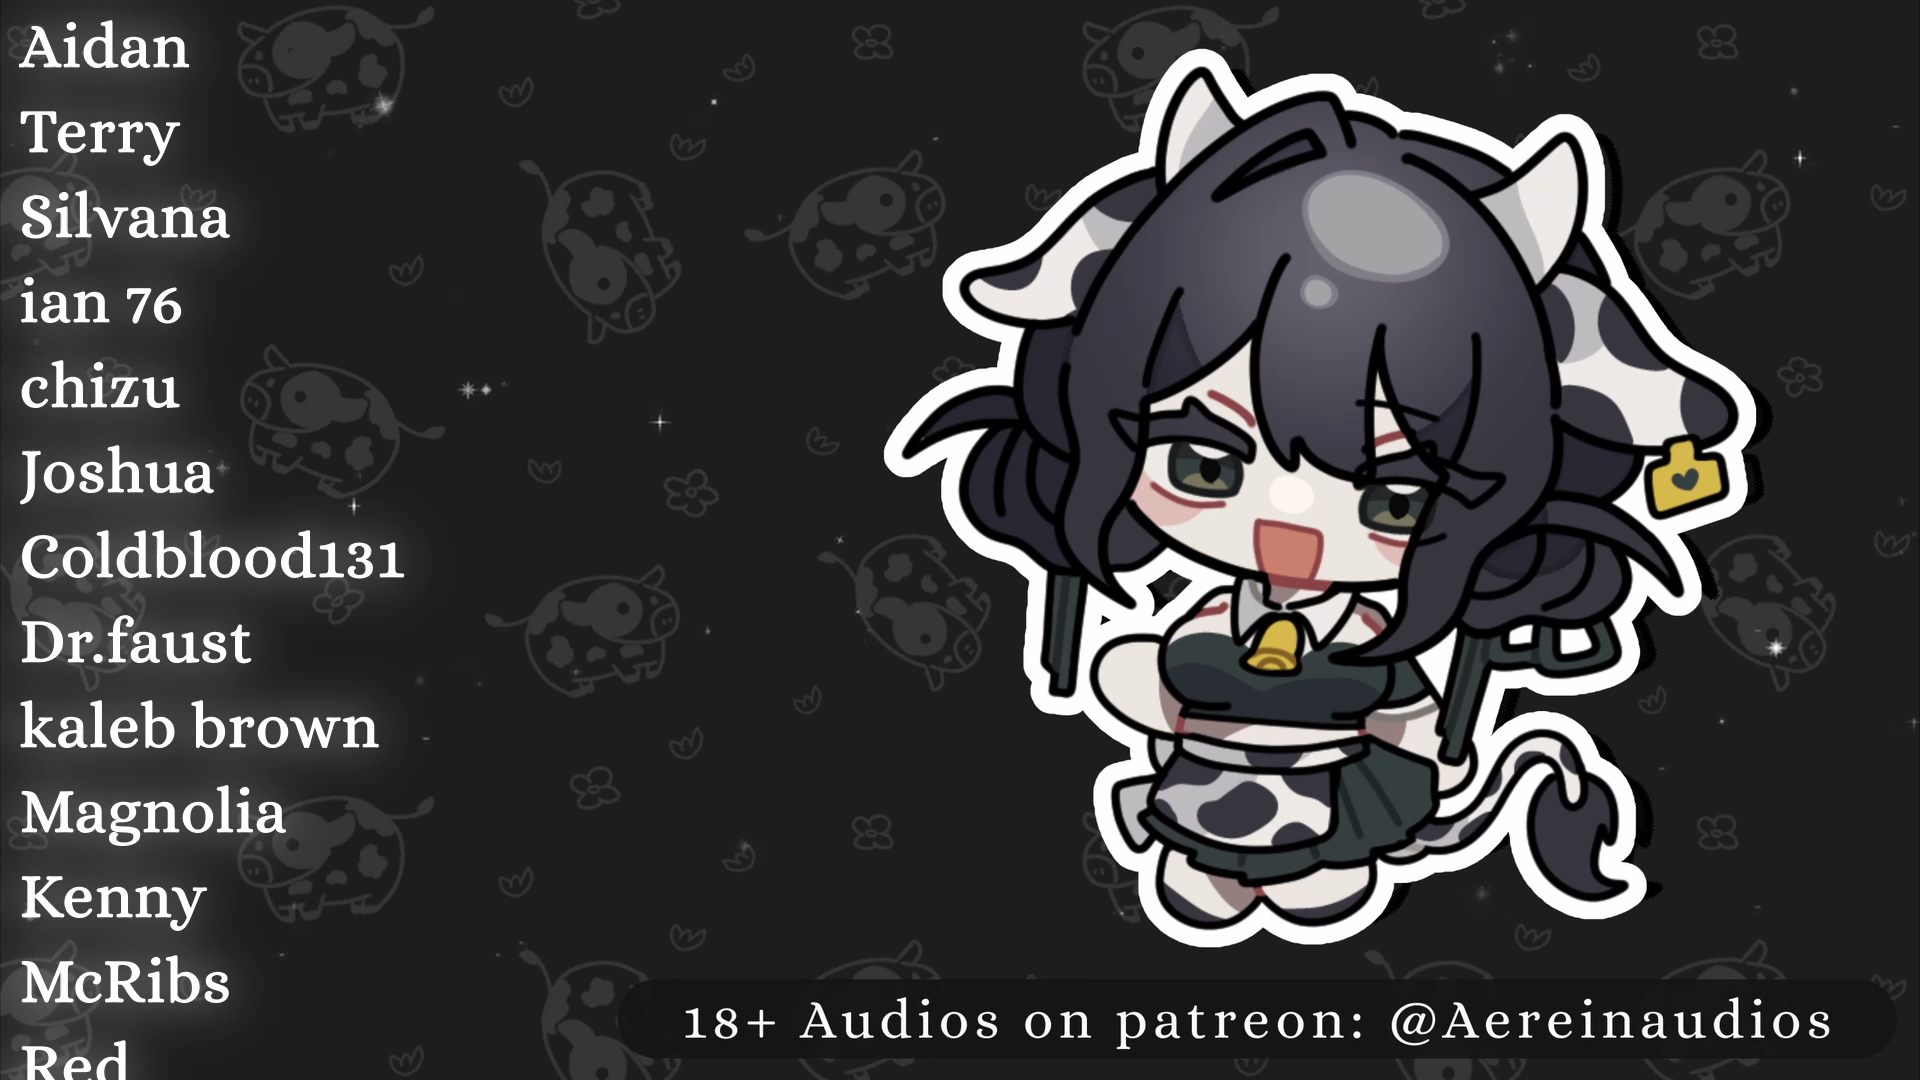 Aidan
Terry
Silvana
ian 76
chizu
Joshua
Coldblood131
Dr.faust
kaleb brown
Magnolia
Kenny
McRibs
Red
18+ Audios on patreon: @Aereinaudios